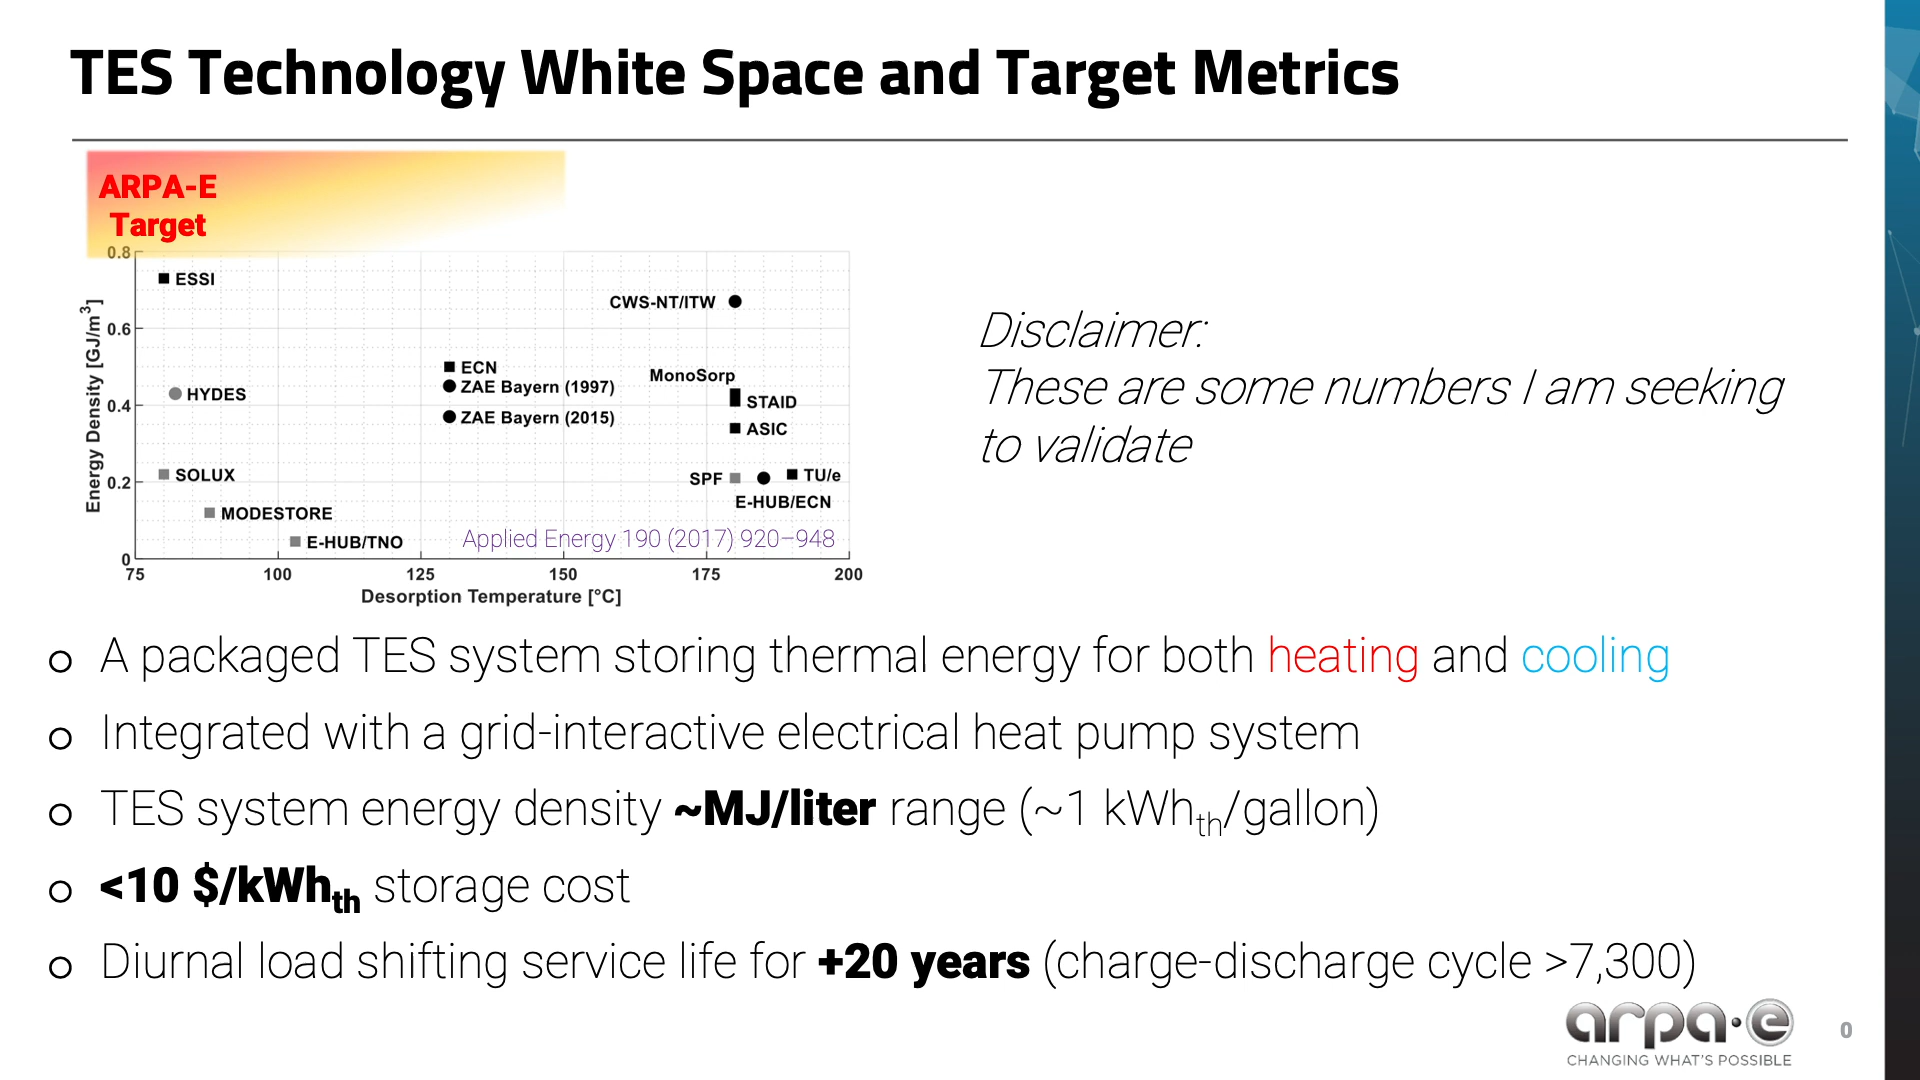 TES Technology White Space and Target Metrics
ARPA-E
Target
0.8
0.6
0.4
0.2
0
Energy Density [GJ/m³]
ESSI
CWS-NT/ITW
ECN
ZAE Bayern (1997)
MonoSorp
HYDES
STAID
ZAE Bayern (2015)
ASIC
SOLUX
SPF
TU/e
E-HUB/ECN
MODESTORE
E-HUB/TNO
Applied Energy 190 (2017) 920–948
75 100 125 150 175 200
Desorption Temperature [°C]
Disclaimer:
These are some numbers I am seeking
to validate
o A packaged TES system storing thermal energy for both heating and cooling
o Integrated with a grid-interactive electrical heat pump system
o TES system energy density ~MJ/liter range (~1 kWhth/gallon)
o <10 $/kWhth storage cost
o Diurnal load shifting service life for +20 years (charge-discharge cycle >7,300)
arpa·e
CHANGING WHAT'S POSSIBLE
0